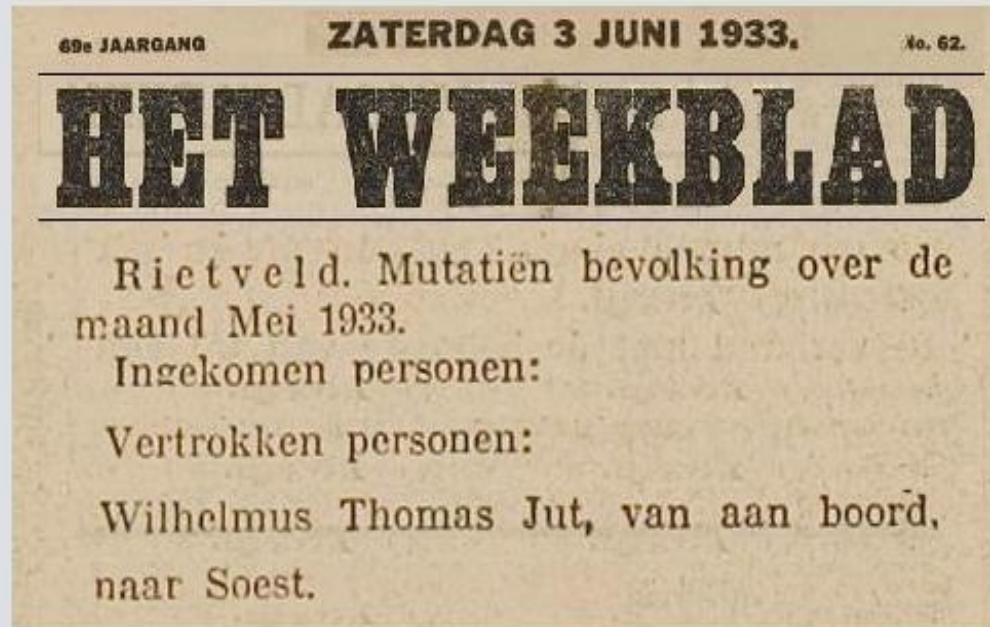 69e JAARGANG ZATERDAG 3 JUNI 1933. No. 62.
HET WEEKBLAD
Rietveld. Mutatiën bevolking over de
maand Mei 1933.
Ingekomen personen:
Vertrokken personen:
Wilhelmus Thomas Jut, van aan boord,
naar Soest.